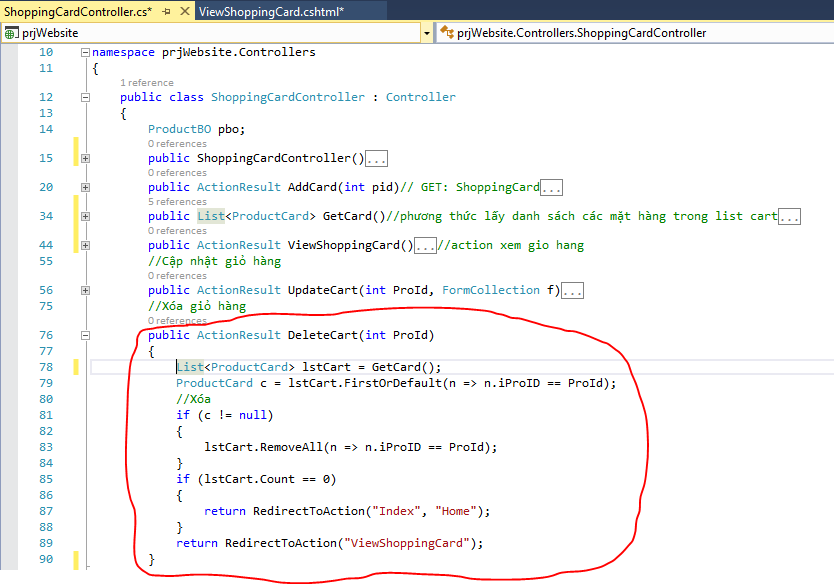 ShoppingCardController.cs* ViewShoppingCard.cshtml*
prjWebsite prjWebsite.Controllers.ShoppingCardController
10 namespace prjWebsite.Controllers
11 {
1 reference
12 public class ShoppingCardController : Controller
13 {
14 ProductBO pbo;
0 references
15 public ShoppingCardController()...
0 references
20 public ActionResult AddCard(int pid)// GET: ShoppingCard...
5 references
34 public List<ProductCard> GetCard()//phương thức lấy danh sách các mặt hàng trong list cart...
0 references
44 public ActionResult ViewShoppingCard()...//action xem gio hang
55 //Cập nhật giỏ hàng
0 references
56 public ActionResult UpdateCart(int ProId, FormCollection f)...
75 //Xóa giỏ hàng
0 references
76 public ActionResult DeleteCart(int ProId)
77 {
78 List<ProductCard> lstCart = GetCard();
79 ProductCard c = lstCart.FirstOrDefault(n => n.iProID == ProId);
80 //Xóa
81 if (c != null)
82 {
83 lstCart.RemoveAll(n => n.iProID == ProId);
84 }
85 if (lstCart.Count == 0)
86 {
87 return RedirectToAction("Index", "Home");
88 }
89 return RedirectToAction("ViewShoppingCard");
90 }